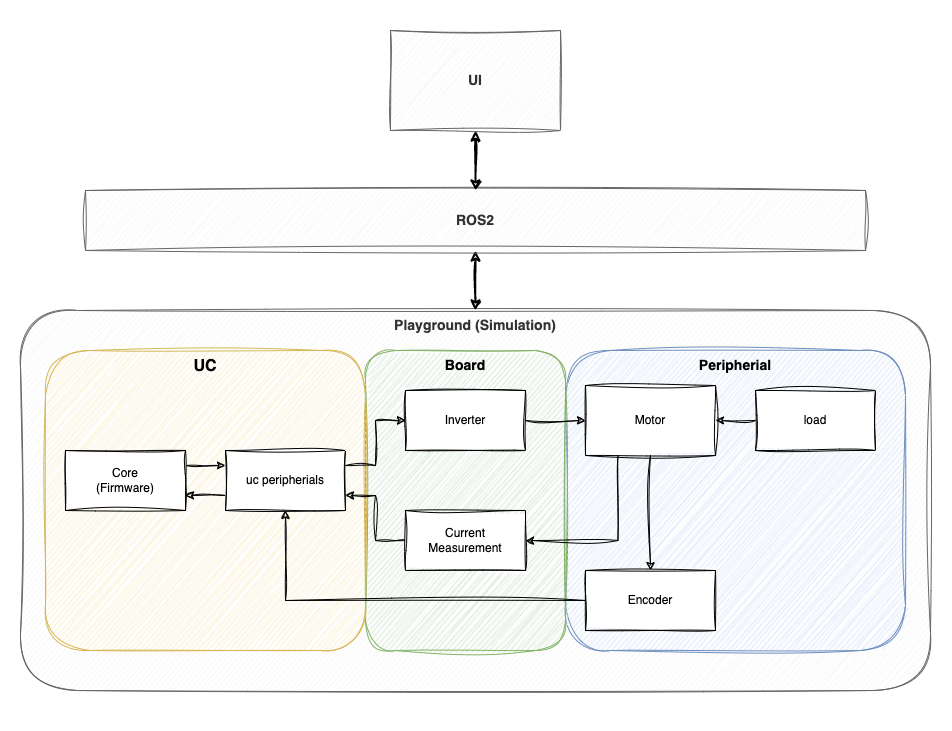 UI
ROS2
Playground (Simulation)
UC
Board
Peripherial
Inverter
Motor
load
Core
(Firmware)
uc peripherials
Current
Measurement
Encoder